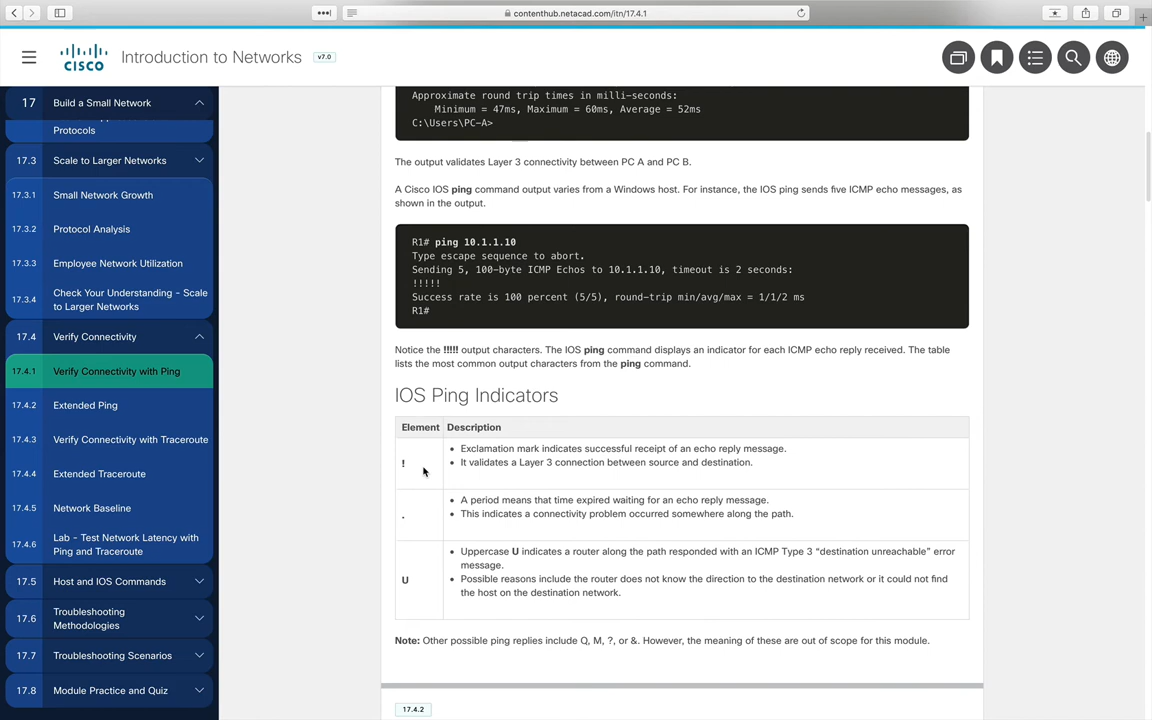 contenthub.netacad.com/itn/17.4.1
CISCO
Introduction to Networks
v7.0
17 Build a Small Network
Protocols
17.3 Scale to Larger Networks
17.3.1 Small Network Growth
17.3.2 Protocol Analysis
17.3.3 Employee Network Utilization
17.3.4 Check Your Understanding - Scale
to Larger Networks
17.4 Verify Connectivity
17.4.1 Verify Connectivity with Ping
17.4.2 Extended Ping
17.4.3 Verify Connectivity with Traceroute
17.4.4 Extended Traceroute
17.4.5 Network Baseline
17.4.6 Lab - Test Network Latency with
Ping and Traceroute
17.5 Host and IOS Commands
17.6 Troubleshooting
Methodologies
17.7 Troubleshooting Scenarios
17.8 Module Practice and Quiz
Approximate round trip times in milli-seconds:
Minimum = 47ms, Maximum = 60ms, Average = 52ms
C:\Users\PC-A>
The output validates Layer 3 connectivity between PC A and PC B.
A Cisco IOS ping command output varies from a Windows host. For instance, the IOS ping sends five ICMP echo messages, as
shown in the output.
R1# ping 10.1.1.10
Type escape sequence to abort.
Sending 5, 100-byte ICMP Echos to 10.1.1.10, timeout is 2 seconds:
!!!!!
Success rate is 100 percent (5/5), round-trip min/avg/max = 1/1/2 ms
R1#
Notice the !!!!! output characters. The IOS ping command displays an indicator for each ICMP echo reply received. The table
lists the most common output characters from the ping command.
IOS Ping Indicators
Element Description
! • Exclamation mark indicates successful receipt of an echo reply message.
• It validates a Layer 3 connection between source and destination.
. • A period means that time expired waiting for an echo reply message.
• This indicates a connectivity problem occurred somewhere along the path.
U • Uppercase U indicates a router along the path responded with an ICMP Type 3 “destination unreachable” error
message.
• Possible reasons include the router does not know the direction to the destination network or it could not find
the host on the destination network.
Note: Other possible ping replies include Q, M, ?, or &. However, the meaning of these are out of scope for this module.
17.4.2